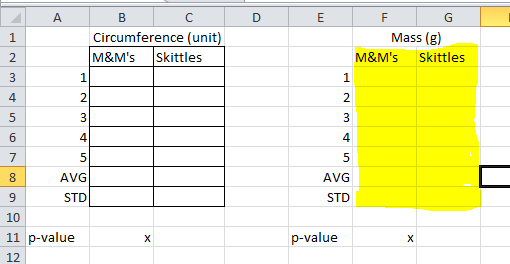 A B C D E F G
1 Circumference (unit) Mass (g)
2 M&M's Skittles M&M's Skittles
3 1 1
4 2 2
5 3 3
6 4 4
7 5 5
8 AVG AVG
9 STD STD
10
11 p-value x p-value x
12